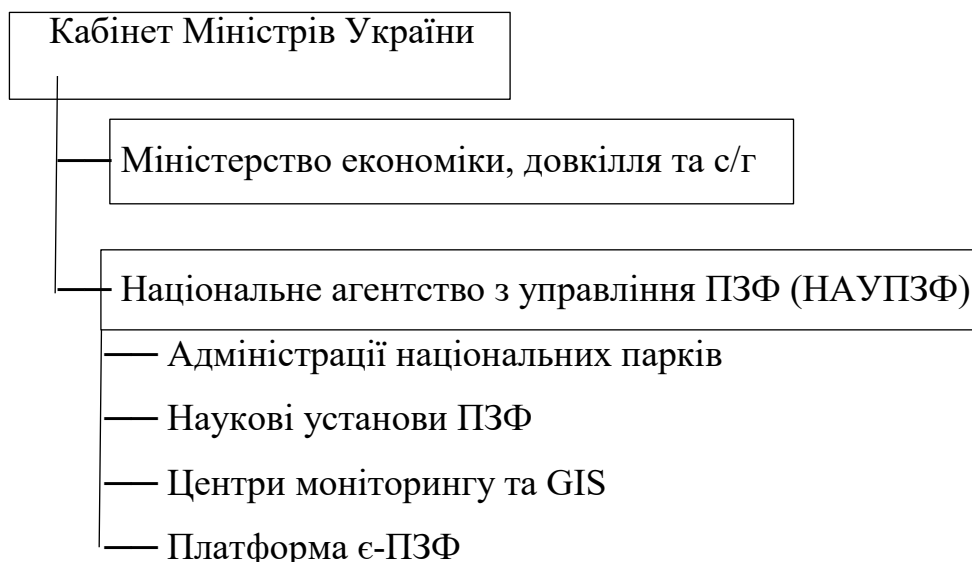 Кабінет Міністрів України
Міністерство економіки, довкілля та с/г
Національне агентство з управління ПЗФ (НАУПЗФ)
Адміністрації національних парків
Наукові установи ПЗФ
Центри моніторингу та GIS
Платформа є-ПЗФ